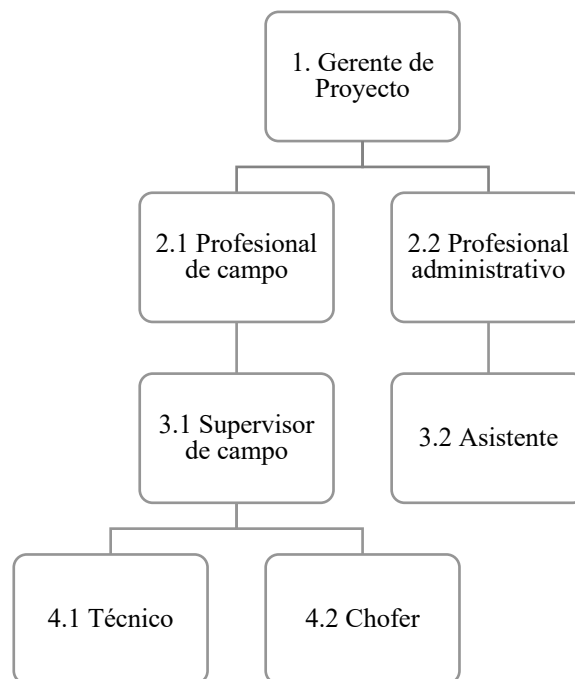 1. Gerente de
Proyecto
2.1 Profesional
de campo
2.2 Profesional
administrativo
3.1 Supervisor
de campo
3.2 Asistente
4.1 Técnico
4.2 Chofer